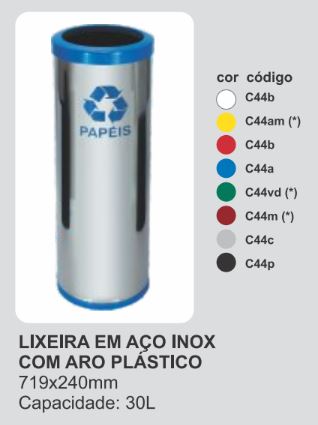 PAPÉIS
cor código
C44b
C44am (*)
C44b
C44a
C44vd (*)
C44m (*)
C44c
C44p
LIXEIRA EM AÇO INOX
COM ARO PLÁSTICO
719x240mm
Capacidade: 30L